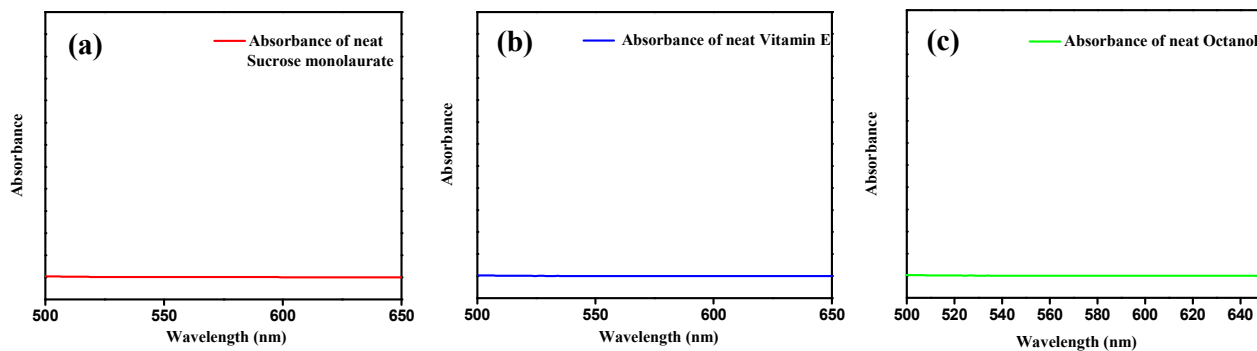 (a)
Absorbance of neat
Sucrose monolaurate
Absorbance
500 550 600 650
Wavelength (nm)
(b)
Absorbance of neat Vitamin E
Absorbance
500 550 600 650
Wavelength (nm)
(c)
Absorbance of neat Octanol
Absorbance
500 520 540 560 580 600 620 640
Wavelength (nm)